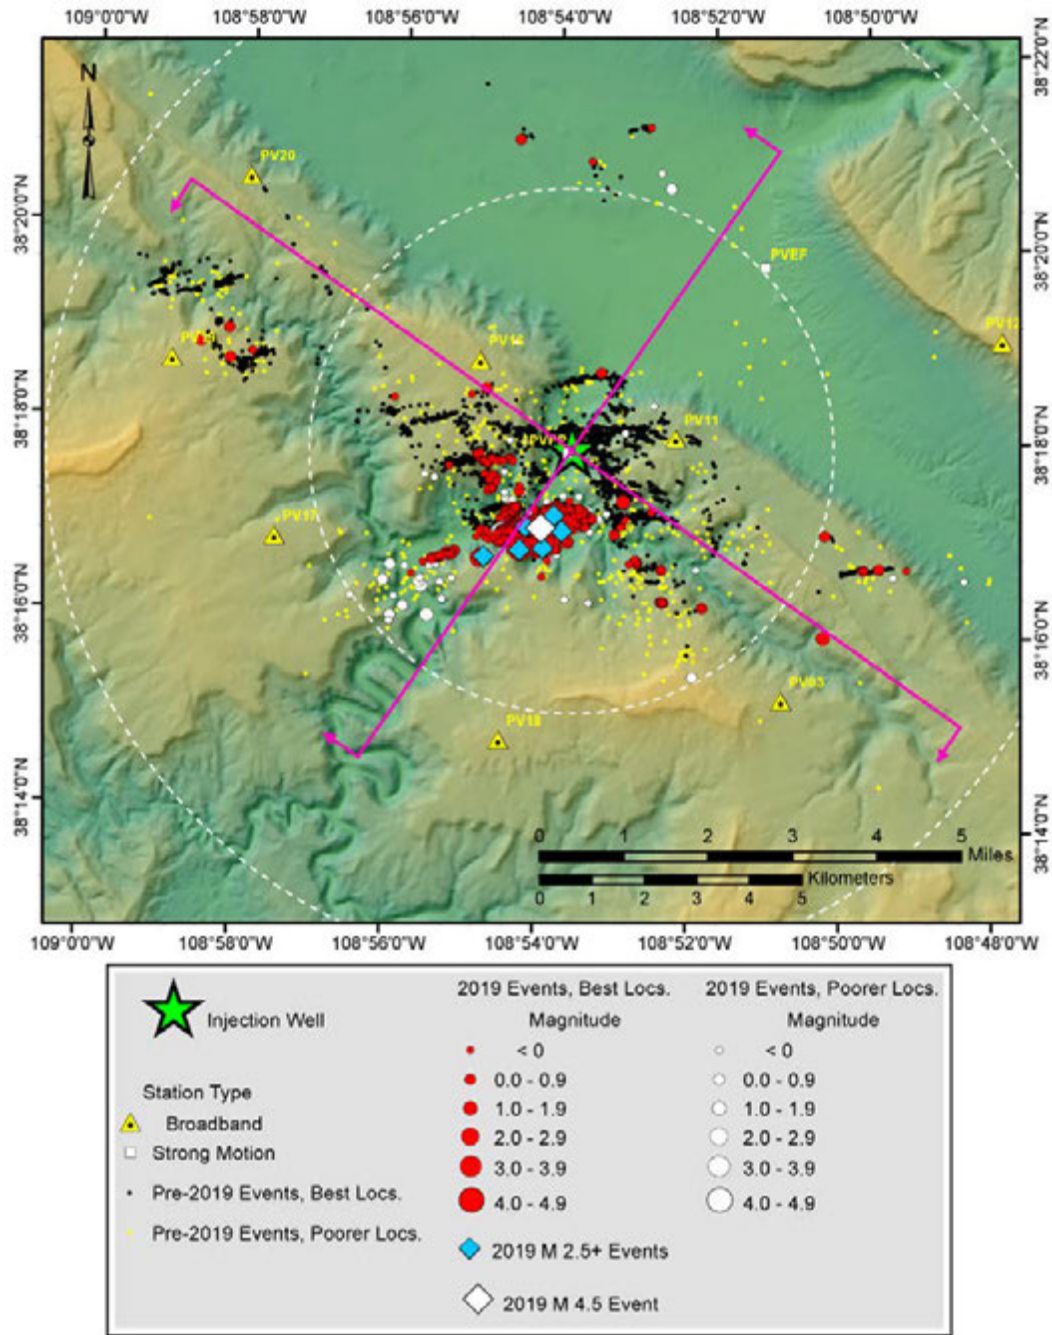 109°0'0"W 108°58'0"W 108°56'0"W 108°54'0"W 108°52'0"W 108°50'0"W
38°22'0"N
N
PV20
38°20'0"N
38°20'0"N
PVEF
PV12
PV16
38°18'0"N
PV11
38°18'0"N
PV17
38°16'0"N
38°16'0"N
PV03
PV18
38°14'0"N
38°14'0"N
0 1 2 3 4 5
Miles
Kilometers
0 1 2 3 4 5
109°0'0"W 108°58'0"W 108°56'0"W 108°54'0"W 108°52'0"W 108°50'0"W 108°48'0"W
Injection Well
Station Type
Broadband
Strong Motion
Pre-2019 Events, Best Locs.
Pre-2019 Events, Poorer Locs.
2019 Events, Best Locs.
Magnitude
< 0
0.0 - 0.9
1.0 - 1.9
2.0 - 2.9
3.0 - 3.9
4.0 - 4.9
2019 M 2.5+ Events
2019 M 4.5 Event
2019 Events, Poorer Locs.
Magnitude
< 0
0.0 - 0.9
1.0 - 1.9
2.0 - 2.9
3.0 - 3.9
4.0 - 4.9